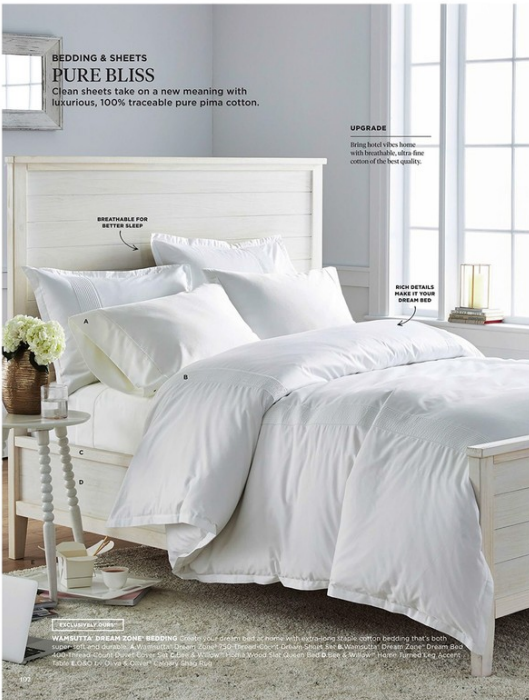 BEDDING & SHEETS
PURE BLISS
Clean sheets take on a new meaning with
luxurious, 100% traceable pure pima cotton.
UPGRADE
Bring hotel vibes home
with breathable, ultra-fine
cotton of the best quality.
BREATHABLE FOR
BETTER SLEEP
RICH DETAILS
MAKE IT YOUR
DREAM BED
A
B
C
D
EXCLUSIVELY OURS
WAMSUTTA® DREAM ZONE® BEDDING Create your dream bed at home with extra-long staple cotton bedding that's both
super soft and durable. A.Wamsutta® Dream Zone® 750-Thread-Count Sheet Set B.Wamsutta® Dream Zone® Dream Bed
Thread-Count Duvet Cover Set C.Bee & Willow™ Home Wood Slat Queen Bed D.Bee & Willow™ Home Turned Leg Accent
Table E.O&O by Olive & Oliver™ Shag Rug